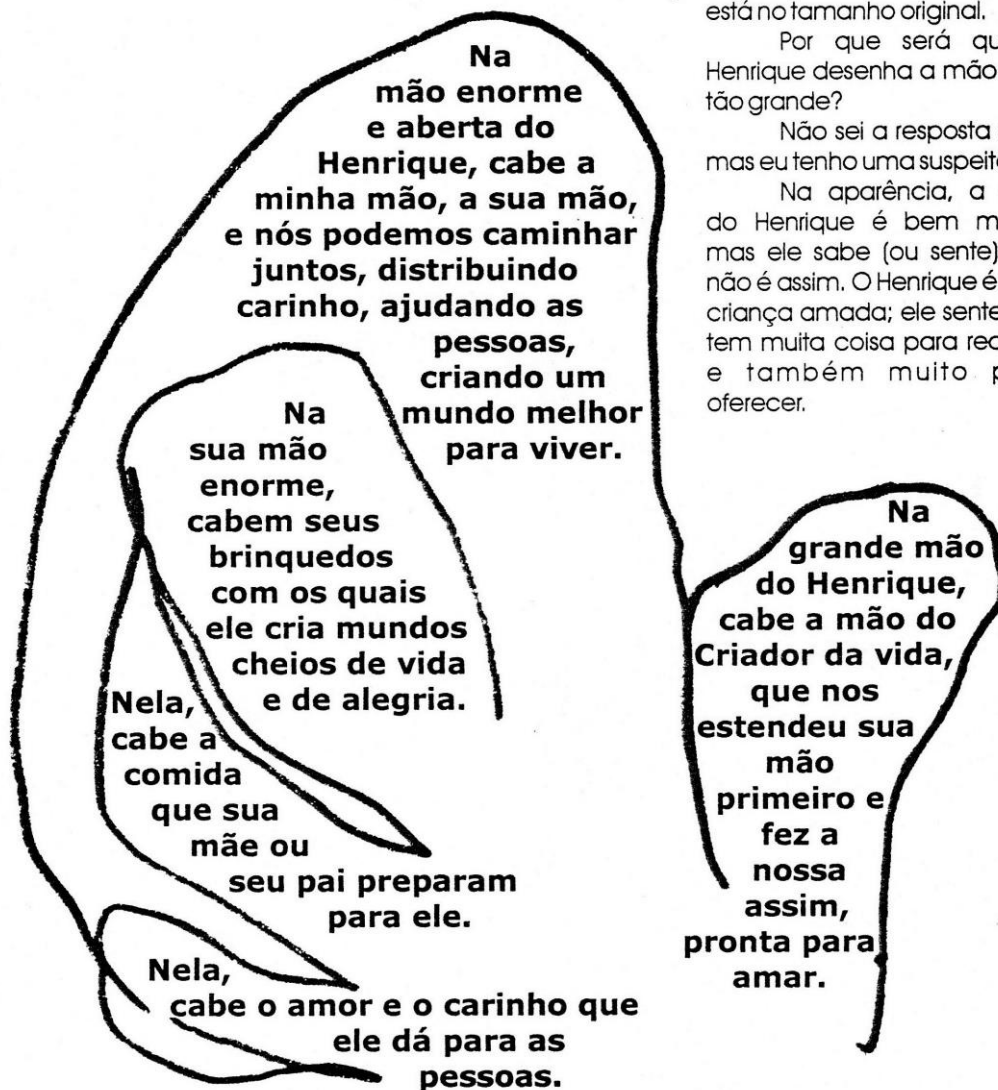 está no tamanho original.
Por que será qu
Henrique desenha a mão
tão grande?
Não sei a resposta
mas eu tenho uma suspeit
Na aparência, a
do Henrique é bem m
mas ele sabe (ou sente)
não é assim. O Henrique é
criança amada; ele sente
tem muita coisa para rec
e também muito p
oferecer.
Na
mão enorme
e aberta do
Henrique, cabe a
minha mão, a sua mão,
e nós podemos caminhar
juntos, distribuindo
carinho, ajudando as
pessoas,
criando um
mundo melhor
para viver.
Na
sua mão
enorme,
cabem seus
brinquedos
com os quais
ele cria mundos
cheios de vida
e de alegria.
Nela,
cabe a
comida
que sua
mãe ou
seu pai preparam
para ele.
Nela,
cabe o amor e o carinho que
ele dá para as
pessoas.
Na
grande mão
do Henrique,
cabe a mão do
Criador da vida,
que nos
estendeu sua
mão
primeiro e
fez a
nossa
assim,
pronta para
amar.